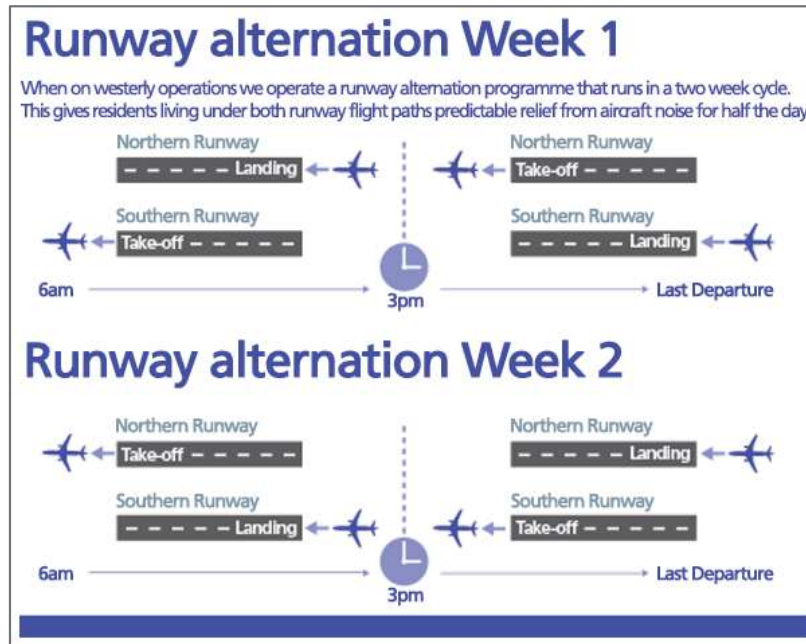 Runway alternation Week 1
When on westerly operations we operate a runway alternation programme that runs in a two week cycle.
This gives residents living under both runway flight paths predictable relief from aircraft noise for half the day
Northern Runway
Northern Runway
Landing
Take-off
Southern Runway
Southern Runway
Take-off
Landing
6am
3pm
Last Departure
Runway alternation Week 2
Northern Runway
Northern Runway
Take-off
Landing
Southern Runway
Southern Runway
Landing
Take-off
6am
3pm
Last Departure